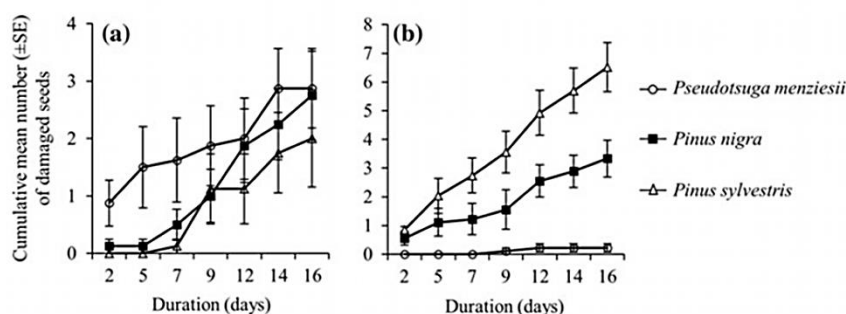 Cumulative mean number (±SE)
of damaged seeds
(a)
4
3
2
1
0
2 5 7 9 12 14 16
Duration (days)
(b)
8
7
6
5
4
3
2
1
0
2 5 7 9 12 14 16
Duration (days)
Pseudotsuga menziesii
Pinus nigra
Pinus sylvestris